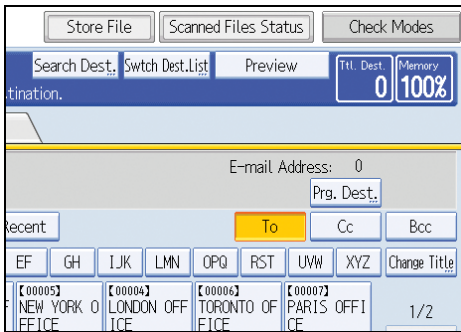 Store File Scanned Files Status Check Modes
Search Dest. Swtch Dest.List Preview Ttl. Dest. Memory
tination. 0 100%
E-mail Address: 0
Prg. Dest.
Recent To Cc Bcc
EF GH IJK LMN OPQ RST UVW XYZ Change Title
【00005】 【00004】 【00006】 【00007】
NEW YORK O LONDON OFF TORONTO OF PARIS OFFI 1/2
FFICE ICE FICE CE